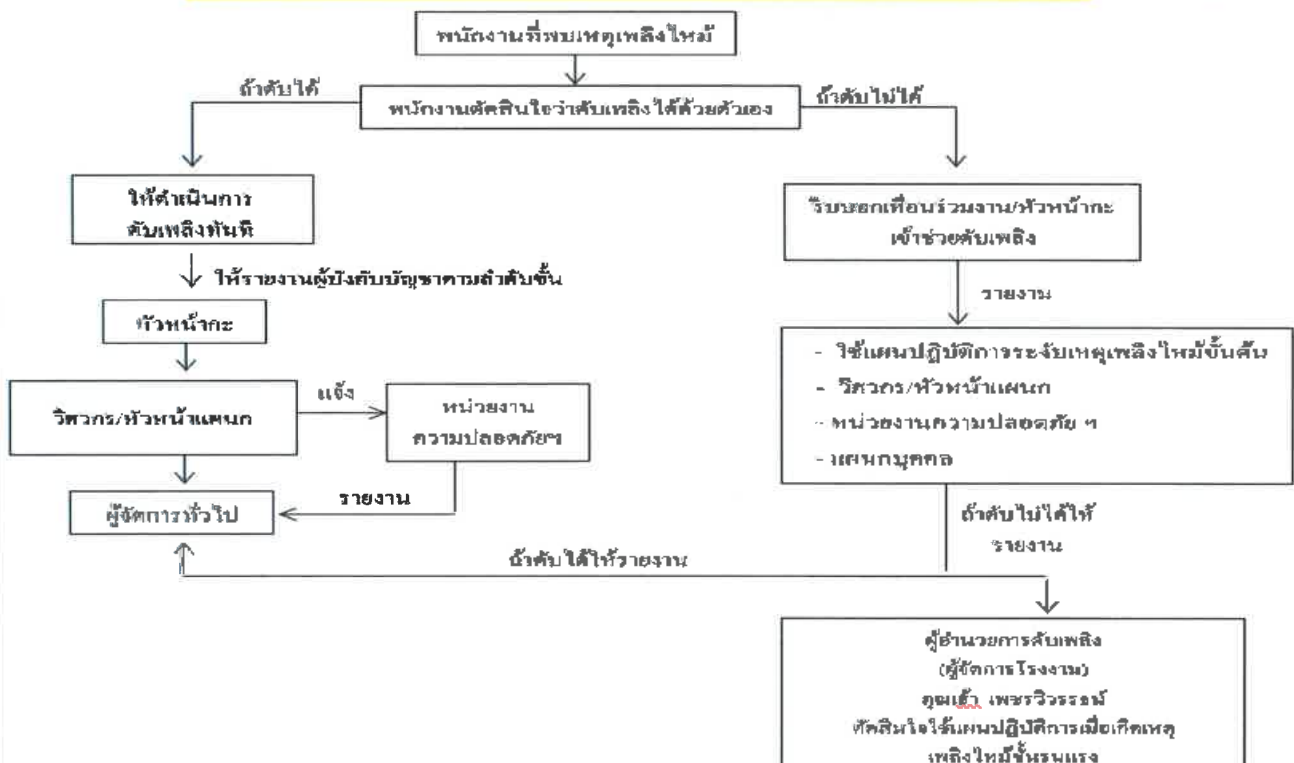 พนักงานที่พบเหตุเพลิงไหม้
ถ้าดับได้
พนักงานตัดสินใจว่าดับเพลิงได้ด้วยตัวเอง
ถ้าดับไม่ได้
ให้ดำเนินการ
ดับเพลิงทันที
รีบบอกเพื่อนร่วมงาน/หัวหน้ากะ
เข้าช่วยดับเพลิง
ให้รายงานผู้บังคับบัญชาตามลำดับขั้น
รายงาน
หัวหน้ากะ
- ใช้แผนปฏิบัติการระงับเหตุเพลิงไหม้ขั้นต้น
- วิศวกร/หัวหน้าแผนก
- หน่วยงานความปลอดภัย ฯ
- แผนกบุคคล
วิศวกร/หัวหน้าแผนก
แจ้ง
หน่วยงาน
ความปลอดภัยฯ
ผู้จัดการทั่วไป
รายงาน
ถ้าดับไม่ได้ให้
รายงาน
ถ้าดับได้ให้รายงาน
ผู้อำนวยการดับเพลิง
(ผู้จัดการโรงงาน)
ตัดสินใจใช้แผนปฏิบัติการเมื่อเกิดเหตุ
เพลิงไหม้ขั้นรุนแรง